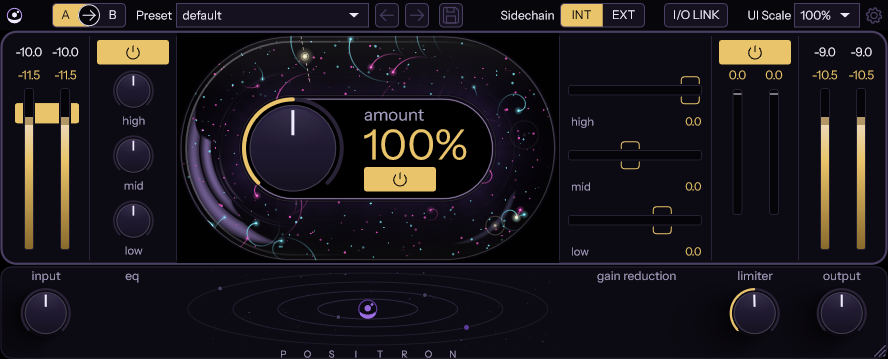 A B Preset default Sidechain INT EXT I/O LINK UI Scale 100%
-10.0 -10.0
-11.5 -11.5
high
mid
low
amount
100%
high 0.0
mid 0.0
low 0.0
0.0 0.0
-9.0 -9.0
-10.5 -10.5
input eq gain reduction limiter output
POSITRON